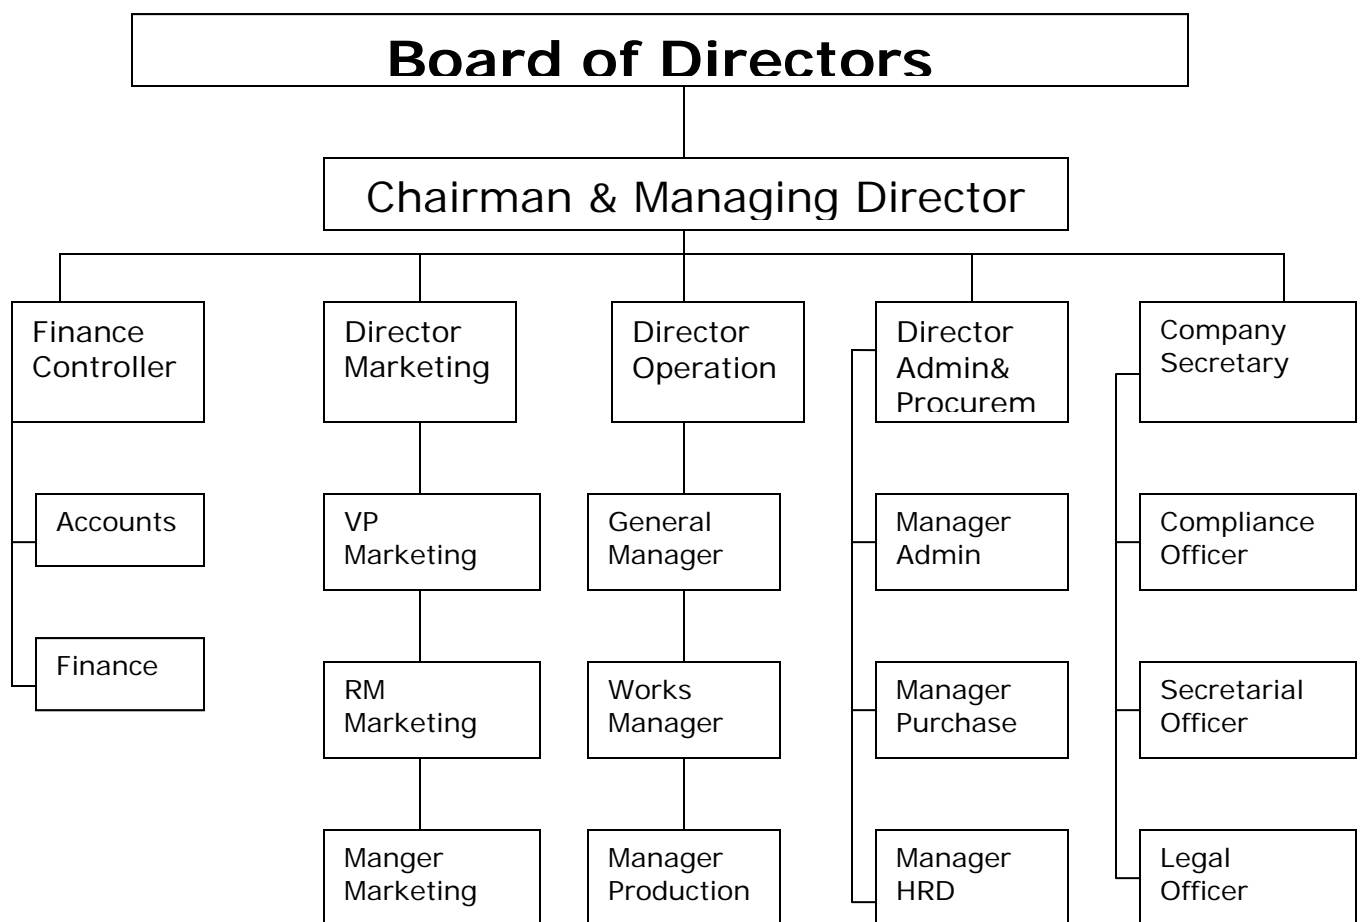 Board of Directors
Chairman & Managing Director
Finance
Controller
Director
Marketing
Director
Operation
Director
Admin&
Procurem
Company
Secretary
Accounts
VP
Marketing
General
Manager
Manager
Admin
Compliance
Officer
Finance
RM
Marketing
Works
Manager
Manager
Purchase
Secretarial
Officer
Manger
Marketing
Manager
Production
Manager
HRD
Legal
Officer